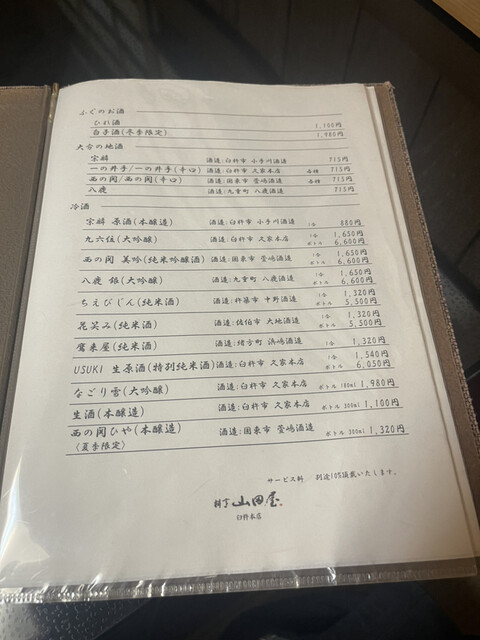 ふぐのお酒
ひれ酒 1,100円
白子酒(冬季限定) 1,980円
大分の地酒
宗麟 酒造:臼杵市 小手川酒造 715円
一の井手/一の井手(辛口) 酒造:臼杵市 久家本店 各種 715円
西の関/西の関(辛口) 酒造:国東市 萱嶋酒造 各種 715円
八鹿 酒造:九重町 八鹿酒造 715円
冷酒
宗麟 原酒(本醸造) 酒造:臼杵市 小手川酒造 1合 880円
九六位(大吟醸) 酒造:臼杵市 久家本店 1合 1,650円
ボトル 6,600円
西の関 美吟(純米吟醸酒) 酒造:国東市 萱嶋酒造 1合 1,650円
ボトル 6,600円
八鹿 銀(大吟醸) 酒造:九重町 八鹿酒造 1合 1,650円
ボトル 6,600円
ちえびじん(純米酒) 酒造:杵築市 中野酒造 1合 1,320円
ボトル 5,500円
花笑み(純米酒) 酒造:佐伯市 大地酒造 1合 1,320円
ボトル 5,500円
鷹来屋(純米酒) 酒造:緒方町 浜嶋酒造 1合 1,320円
USUKI 生原酒(特別純米酒) 酒造:臼杵市 久家本店 1合 1,540円
ボトル 6,050円
なごり雪(大吟醸) 酒造:臼杵市 久家本店 ボトル 180ml 1,980円
生酒(本醸造) 酒造:臼杵市 久家本店 ボトル 300ml 1,100円
西の関ひや(本醸造) 酒造:国東市 萱嶋酒造 ボトル 300ml 1,320円
(夏季限定)
サービス料 / 別途10%頂戴いたします。
山田屋
臼杵本店